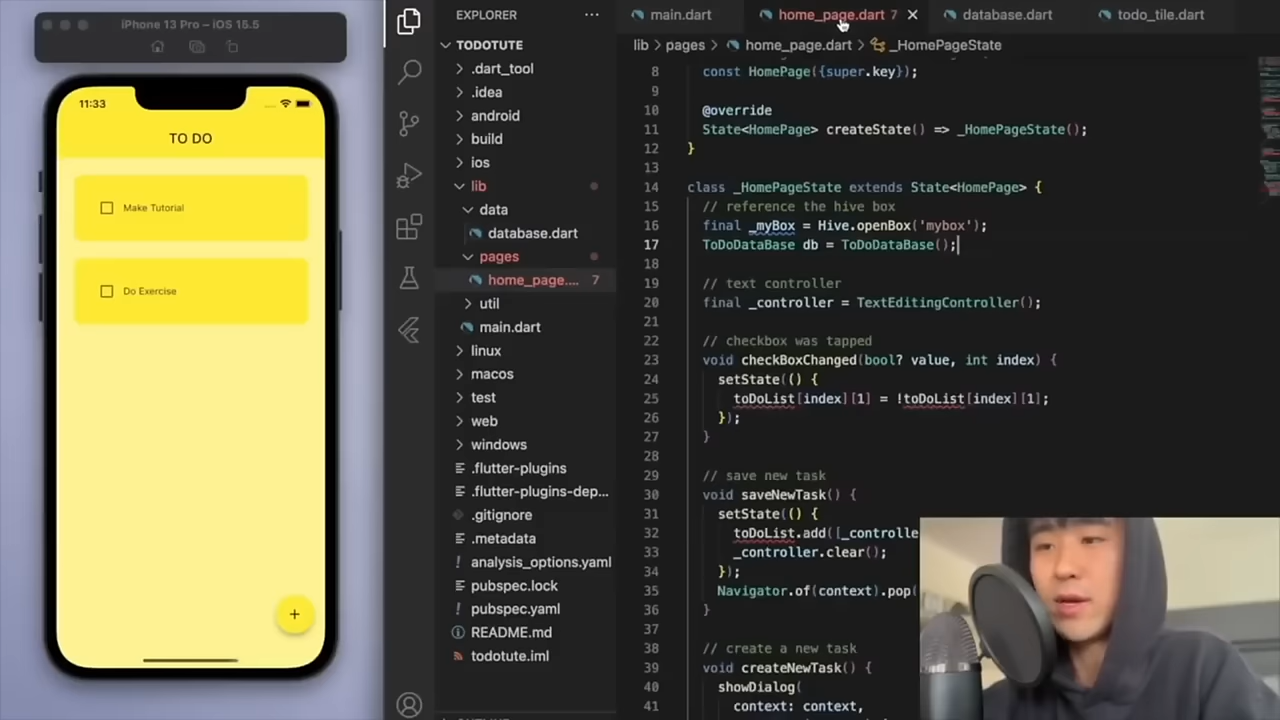 iPhone 13 Pro – iOS 15.5
11:33
TO DO
Make Tutorial
Do Exercise
+
EXPLORER
TODOTUTE
.dart_tool
.idea
android
build
ios
lib
data
database.dart
pages
home_page.... 7
util
main.dart
linux
macos
test
web
windows
.flutter-plugins
.flutter-plugins-dep...
.gitignore
.metadata
analysis_options.yaml
pubspec.lock
pubspec.yaml
README.md
todotute.iml
main.dart
home_page.dart 7
database.dart
todo_tile.dart
lib > pages > home_page.dart > _HomePageState
8 const HomePage({super.key});
9
10 @override
11 State<HomePage> createState() => _HomePageState();
12 }
13
14 class _HomePageState extends State<HomePage> {
15 // reference the hive box
16 final _myBox = Hive.openBox('mybox');
17 ToDoDataBase db = ToDoDataBase();
18
19 // text controller
20 final _controller = TextEditingController();
21
22 // checkbox was tapped
23 void checkBoxChanged(bool? value, int index) {
24 setState(() {
25 toDoList[index][1] = !toDoList[index][1];
26 });
27 }
28
29 // save new task
30 void saveNewTask() {
31 setState(() {
32 toDoList.add([_controlle
33 _controller.clear();
34 });
35 Navigator.of(context).pop(
36 }
37
38 // create a new task
39 void createNewTask() {
40 showDialog(
41 context: context,